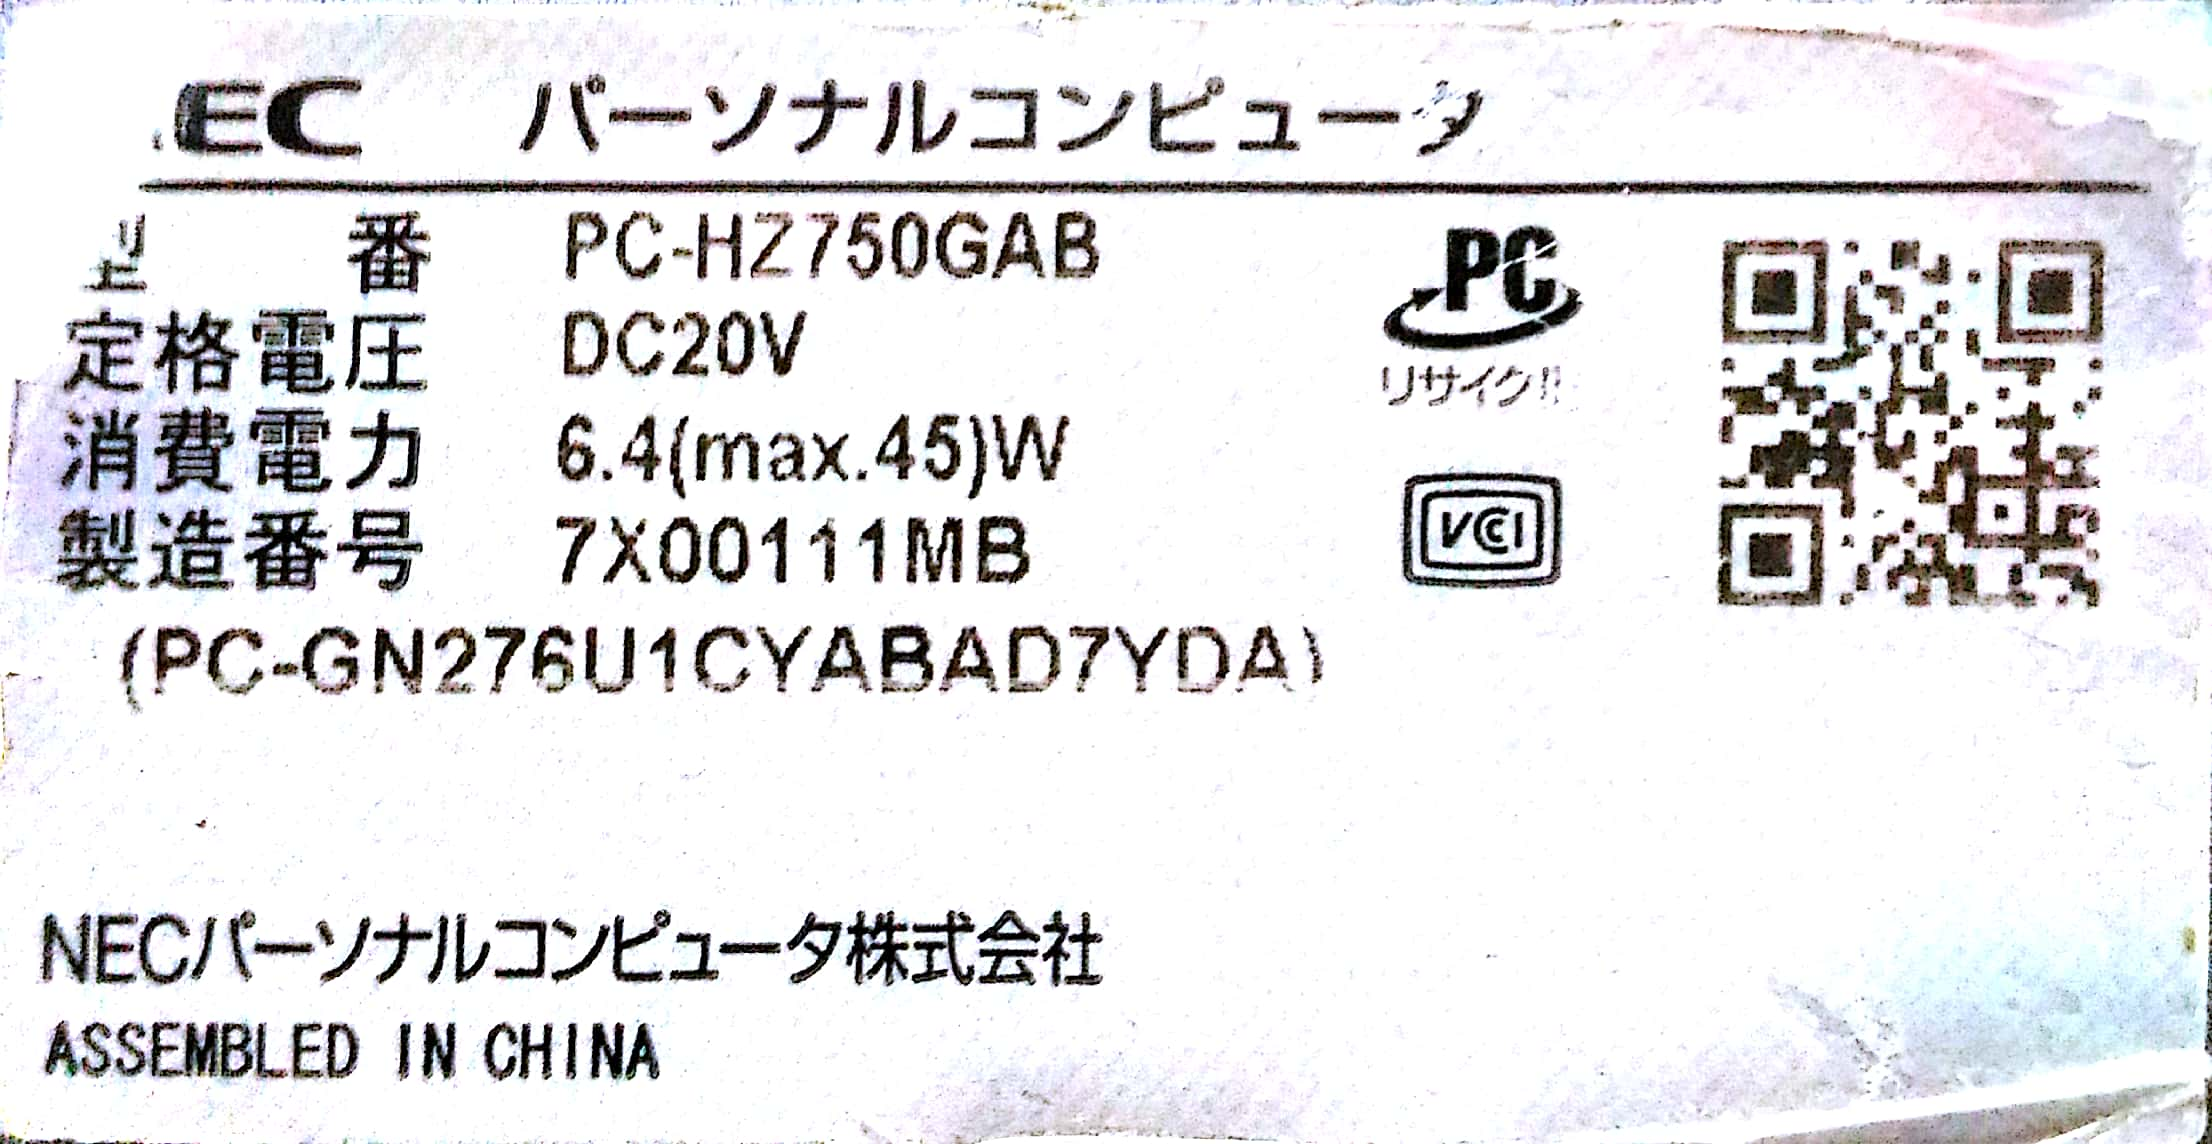 NEC パーソナルコンピュータ
型番 PC-HZ750GAB
定格電圧 DC20V
消費電力 6.4(max.45)W
製造番号 7X00111MB
(PC-GN276U1CYABAD7YDA)
PC
リサイクル
VCCI
NECパーソナルコンピュータ株式会社
ASSEMBLED IN CHINA